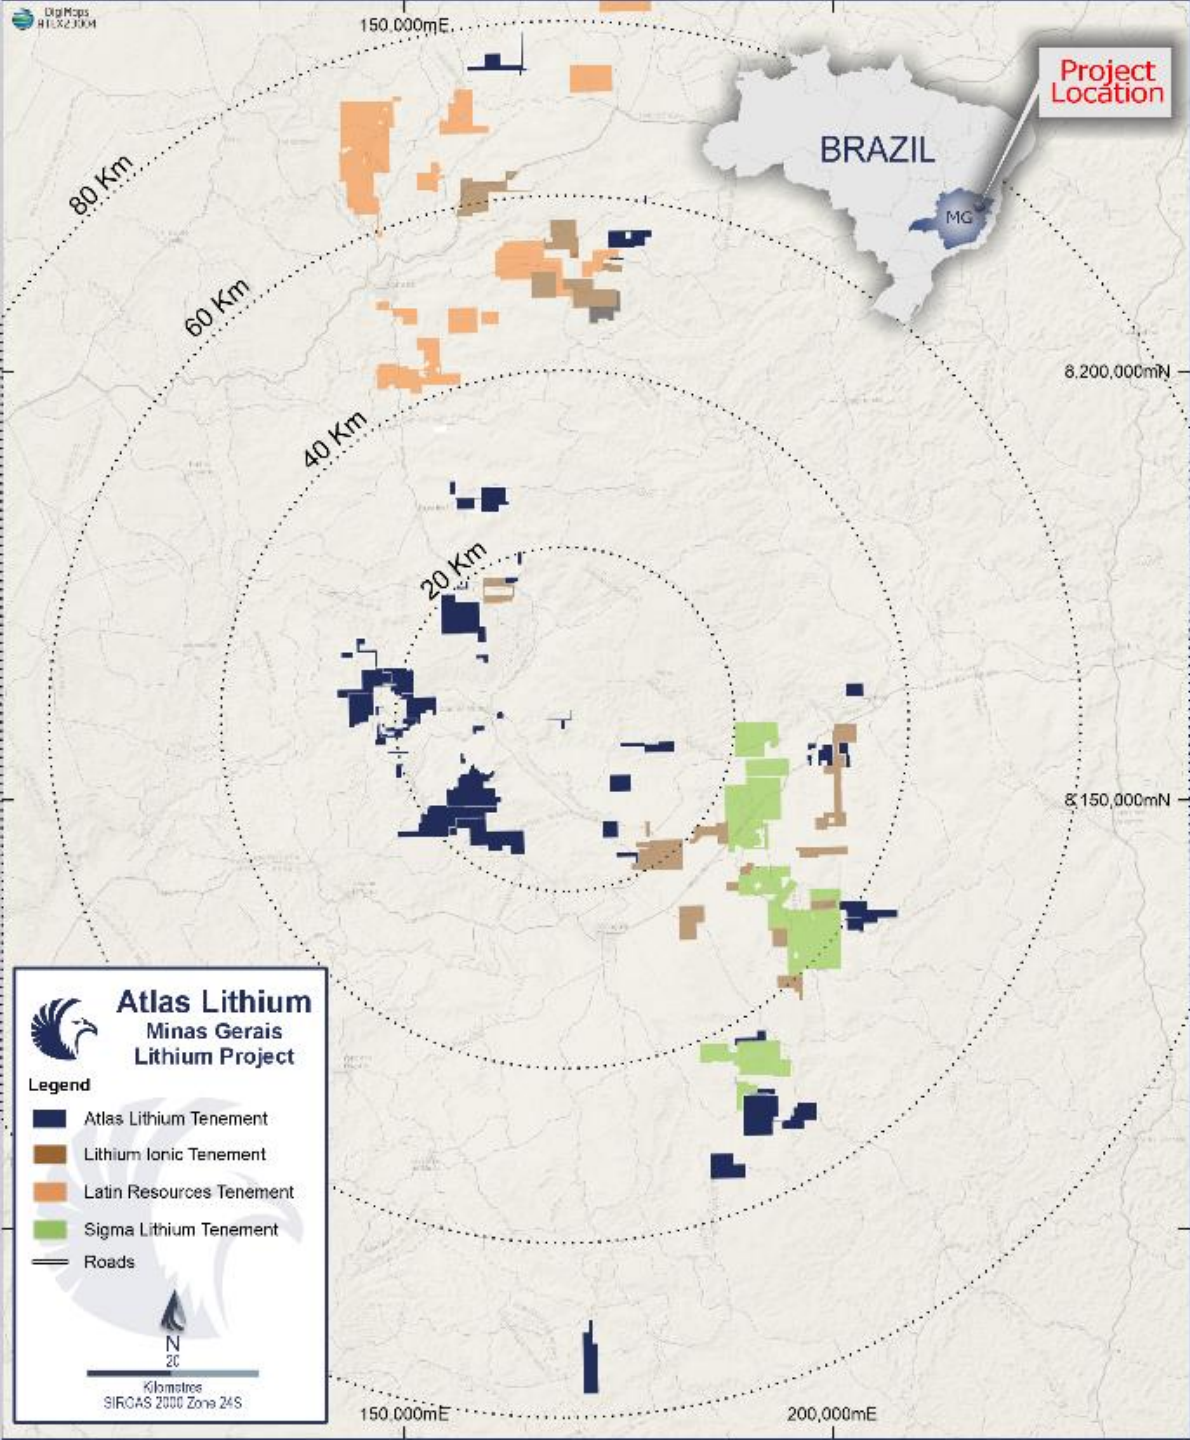 DigiMaps
ATLX23004
150,000mE
Project
Location
BRAZIL
MG
80 Km
60 Km
8,200,000mN
40 Km
20 Km
8,150,000mN
Atlas Lithium
Minas Gerais
Lithium Project
Legend
Atlas Lithium Tenement
Lithium Ionic Tenement
Latin Resources Tenement
Sigma Lithium Tenement
Roads
N
20
Kilometres
SIRGAS 2000 Zone 24S
150,000mE
200,000mE